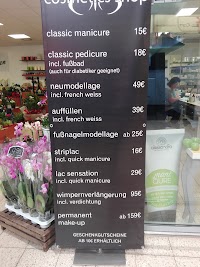 cosmetics shop
classic manicure 15€
classic pedicure 18€
incl. fußbad
(auch für diabetiker geeignet)
neumodellage 49€
incl. french weiss
auffüllen 39€
incl. french weiss
fußnagelmodellage ab 25€
striplac 16€
incl. quick manicure
lac sensation 29€
incl. quick manicure
wimpernverlängerung 95€
incl. verdichtung
permanent ab 159€
make-up
GESCHENKGUTSCHEINE
AB 10€ ERHÄLTLICH